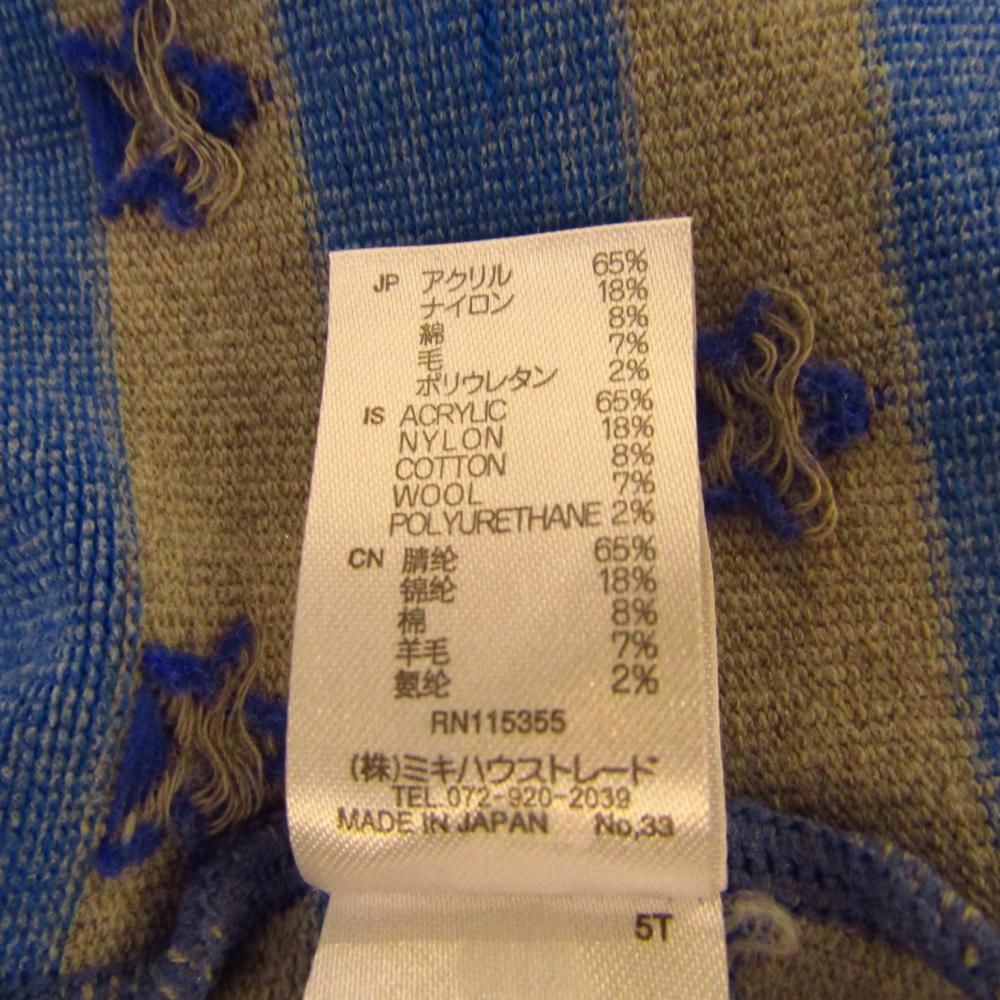 JP アクリル 65%
ナイロン 18%
綿 8%
毛 7%
ポリウレタン 2%
IS ACRYLIC 65%
NYLON 18%
COTTON 8%
WOOL 7%
POLYURETHANE 2%
CN 腈纶 65%
锦纶 18%
棉 8%
羊毛 7%
氨纶 2%
RN115355
(株)ミキハウストレード
TEL.072-920-2039
MADE IN JAPAN No,33
5T